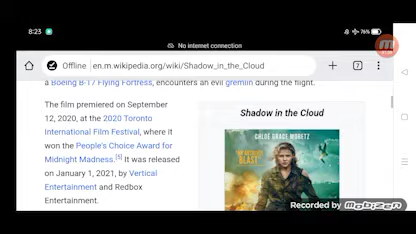 8:23
76%
No internet connection
Offline en.m.wikipedia.org/wiki/Shadow_in_the_Cloud
7
a Boeing B-17 Flying Fortress, encounters an evil gremlin during the flight.
The film premiered on September
12, 2020, at the 2020 Toronto
International Film Festival, where it
won the People's Choice Award for
Midnight Madness.[5] It was released
on January 1, 2021, by Vertical
Entertainment and Redbox
Entertainment.
Shadow in the Cloud
CHLOË GRACE MORETZ
BLAST"
Recorded by mobizen